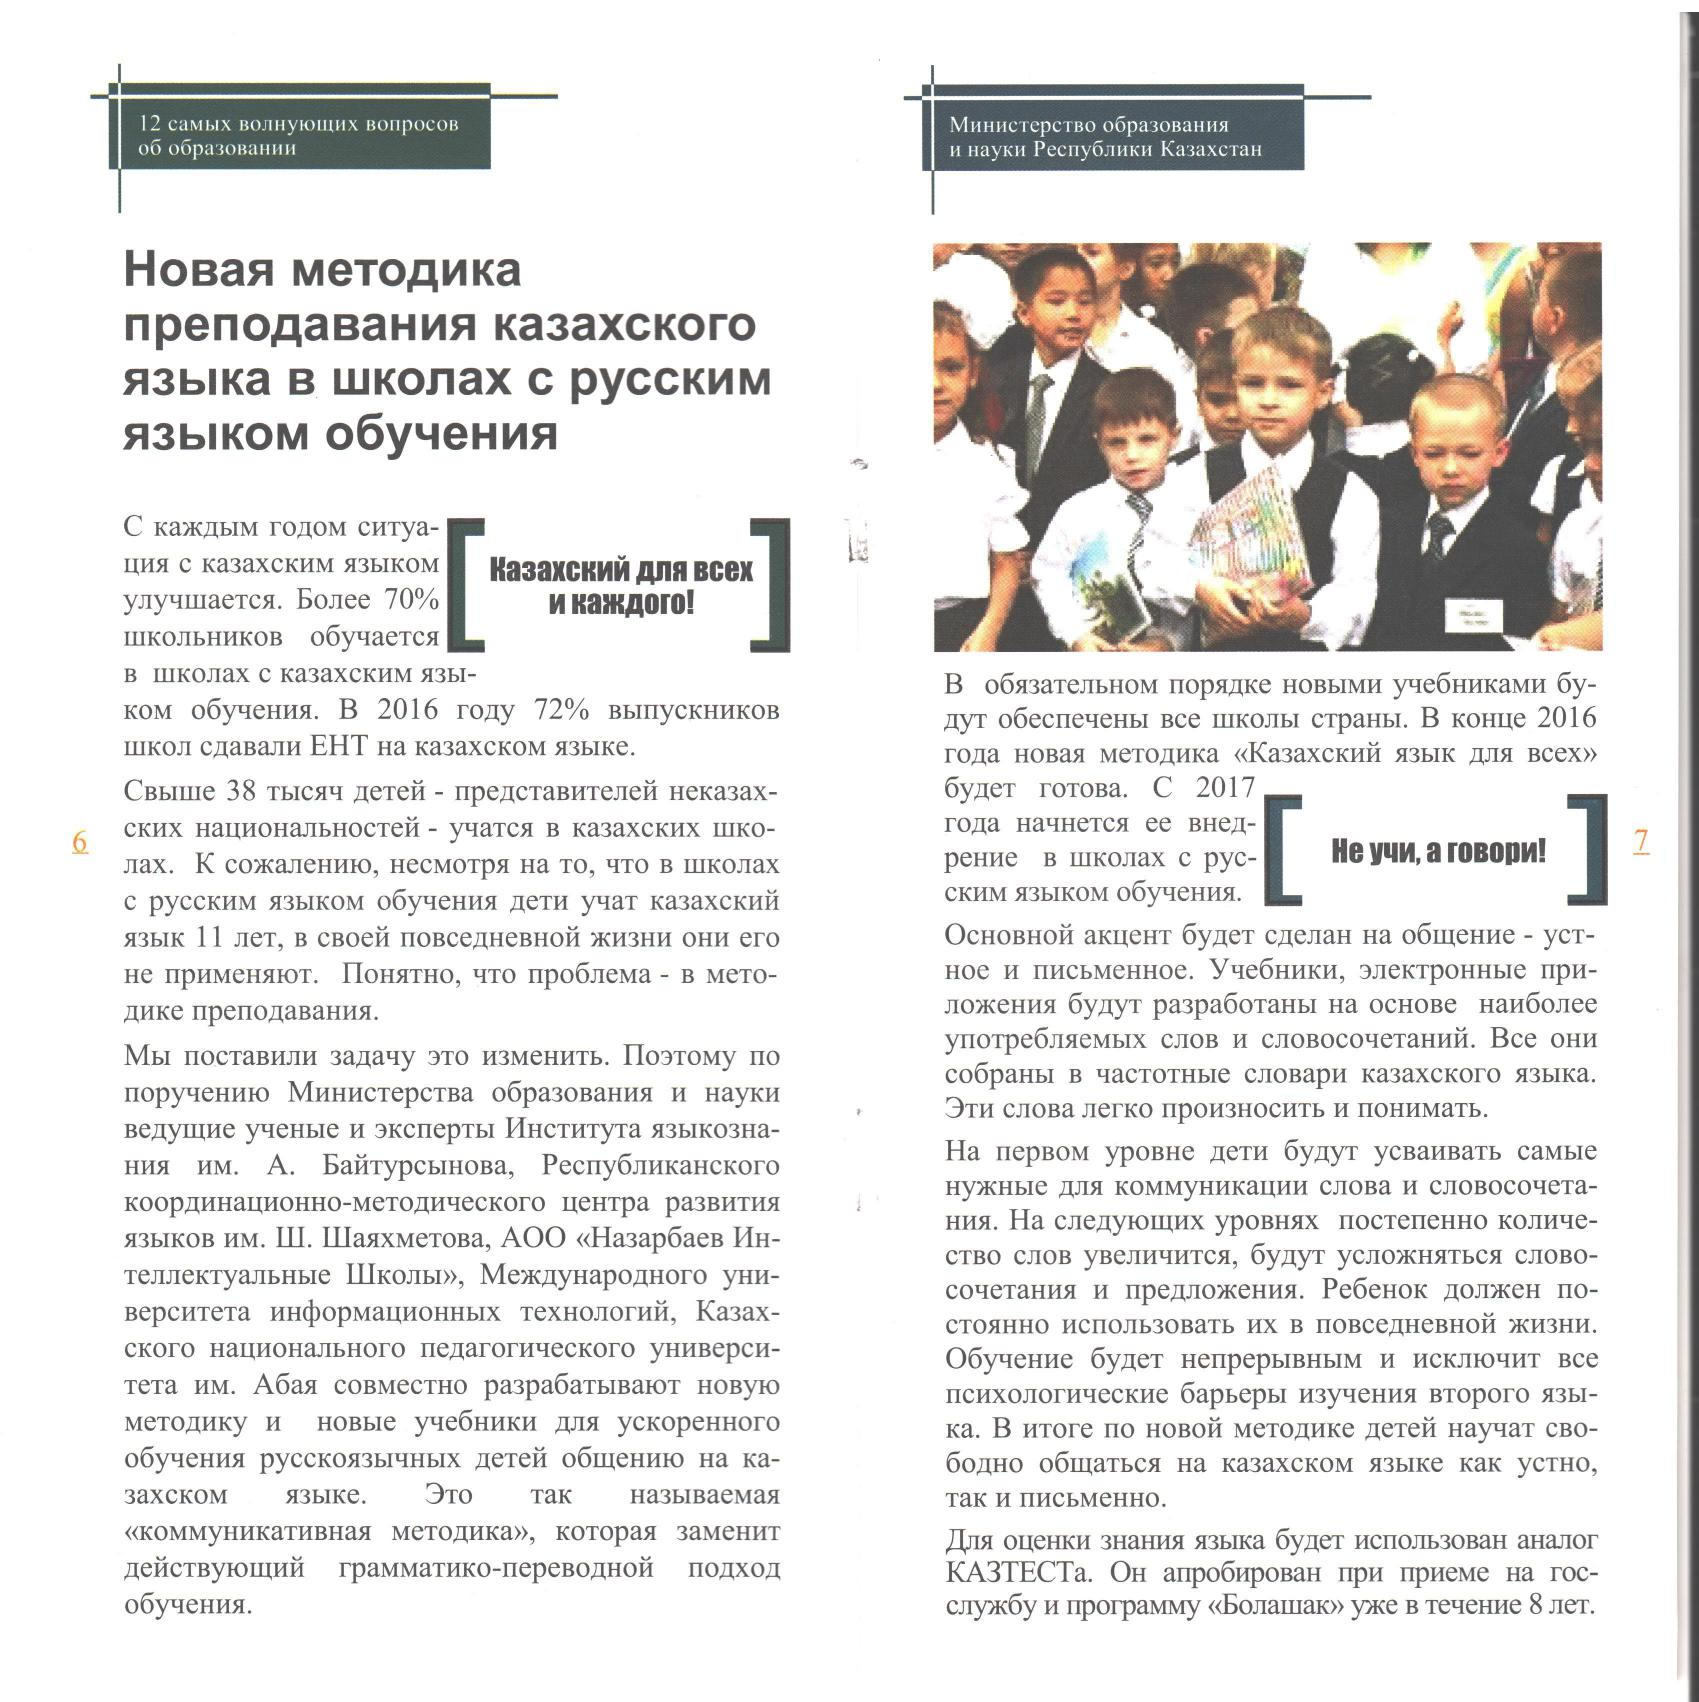 12 самых волнующих вопросов
об образовании
Новая методика
преподавания казахского
языка в школах с русским
языком обучения
С каждым годом ситуа-
ция с казахским языком
улучшается. Более 70%
школьников обучается
в школах с казахским язы-
ком обучения. В 2016 году 72% выпускников
школ сдавали ЕНТ на казахском языке.
Казахский для всех
и каждого!
Свыше 38 тысяч детей - представителей неказах-
ских национальностей - учатся в казахских шко-
лах. К сожалению, несмотря на то, что в школах
с русским языком обучения дети учат казахский
язык 11 лет, в своей повседневной жизни они его
не применяют. Понятно, что проблема - в мето-
дике преподавания.
Мы поставили задачу это изменить. Поэтому по
поручению Министерства образования и науки
ведущие ученые и эксперты Института языкозна-
ния им. А. Байтурсынова, Республиканского
координационно-методического центра развития
языков им. Ш. Шаяхметова, АОО «Назарбаев Ин-
теллектуальные Школы», Международного уни-
верситета информационных технологий, Казах-
ского национального педагогического универси-
тета им. Абая совместно разрабатывают новую
методику и новые учебники для ускоренного
обучения русскоязычных детей общению на ка-
захском языке. Это так называемая
«коммуникативная методика», которая заменит
действующий грамматико-переводной подход
обучения.
6
Министерство образования
и науки Республики Казахстан
В обязательном порядке новыми учебниками бу-
дут обеспечены все школы страны. В конце 2016
года новая методика «Казахский язык для всех»
будет готова. С 2017
года начнется ее внед-
рение в школах с рус-
ским языком обучения.
Не учи, а говори!
Основной акцент будет сделан на общение - уст-
ное и письменное. Учебники, электронные при-
ложения будут разработаны на основе наиболее
употребляемых слов и словосочетаний. Все они
собраны в частотные словари казахского языка.
Эти слова легко произносить и понимать.
На первом уровне дети будут усваивать самые
нужные для коммуникации слова и словосочета-
ния. На следующих уровнях постепенно количе-
ство слов увеличится, будут усложняться слово-
сочетания и предложения. Ребенок должен по-
стоянно использовать их в повседневной жизни.
Обучение будет непрерывным и исключит все
психологические барьеры изучения второго язы-
ка. В итоге по новой методике детей научат сво-
бодно общаться на казахском языке как устно,
так и письменно.
Для оценки знания языка будет использован аналог
КАЗТЕСТа. Он апробирован при приеме на гос-
службу и программу «Болашак» уже в течение 8 лет.
7